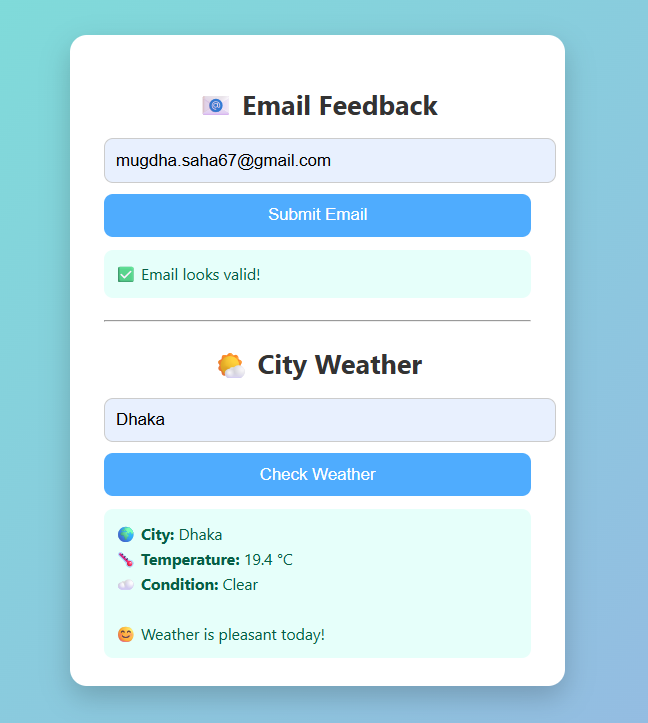 Email Feedback
mugdha.saha67@gmail.com
Submit Email
Email looks valid!
City Weather
Dhaka
Check Weather
City: Dhaka
Temperature: 19.4 °C
Condition: Clear
Weather is pleasant today!